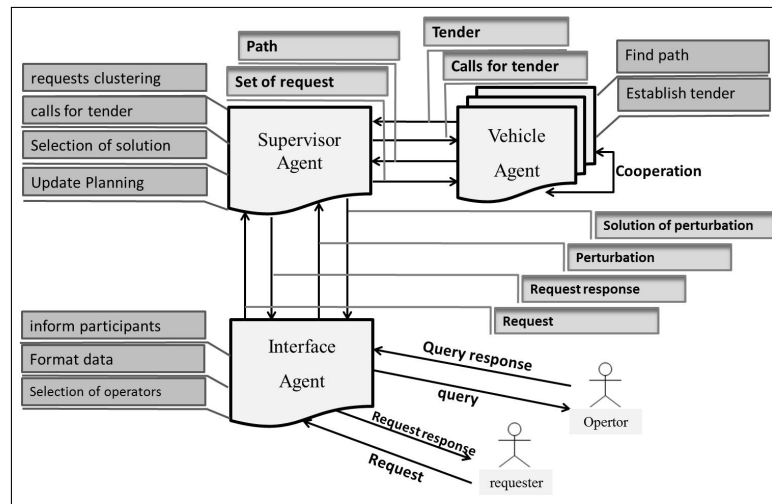 Path
Tender
Set of request
Calls for tender
requests clustering
calls for tender
Selection of solution
Update Planning
Supervisor
Agent
Vehicle
Agent
Find path
Establish tender
Cooperation
Solution of perturbation
Perturbation
Request response
Request
inform participants
Format data
Selection of operators
Interface
Agent
Query response
query
Opertor
Request response
Request
requester